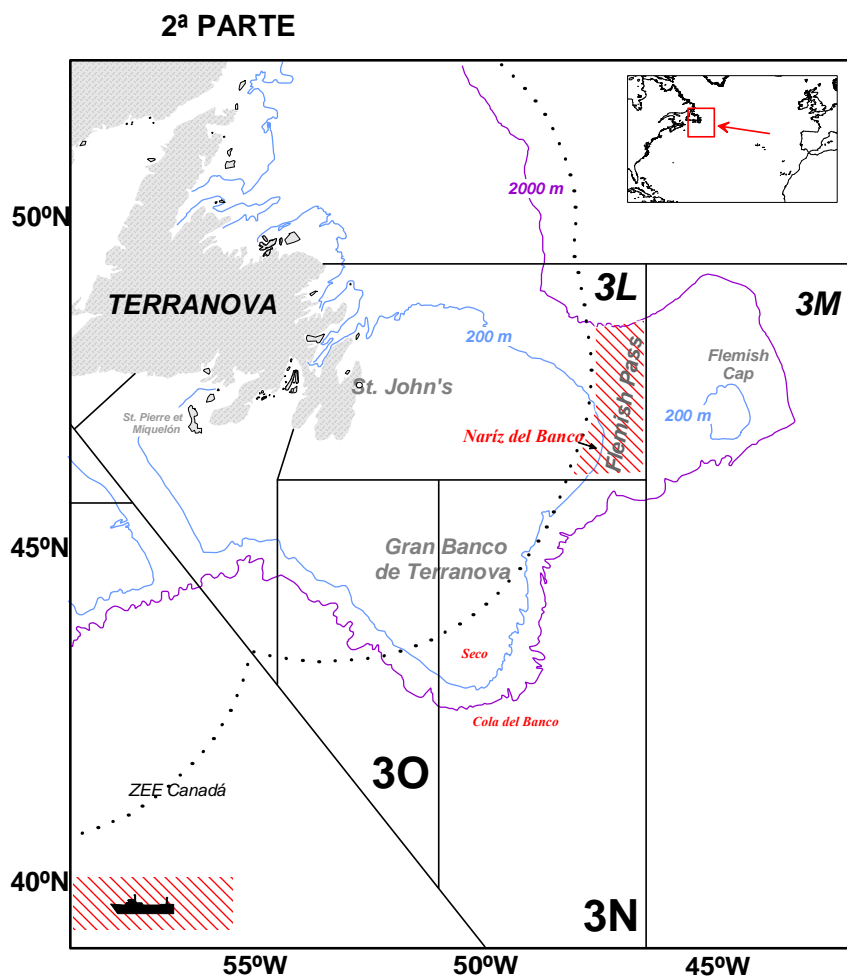 2ª PARTE
50ºN
2000 m
3L
3M
TERRANOVA
200 m
Flemish
Cap
St. John's
Flemish Pass
200 m
St. Pierre et
Miquelón
Naríz del Banco
45ºN
Gran Banco
de Terranova
Seco
Cola del Banco
3O
ZEE Canadá
40ºN
3N
55ºW
50ºW
45ºW